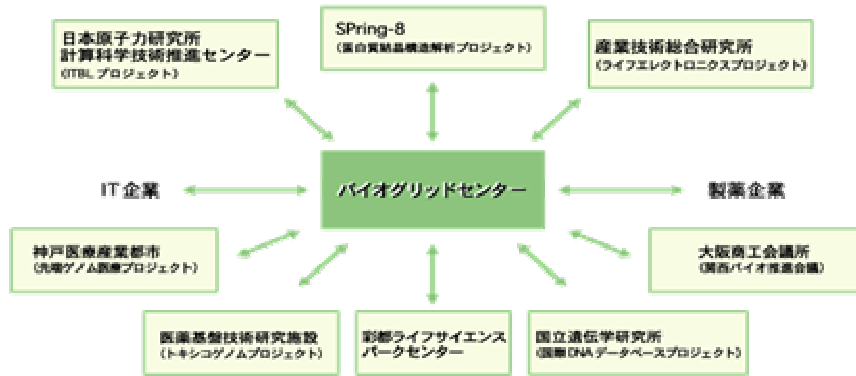 日本原子力研究所
計算科学技術推進センター
(ITBLプロジェクト)
SPring-8
(蛋白質結晶構造解析プロジェクト)
産業技術総合研究所
(ライフエレクトロニクスプロジェクト)
IT企業
バイオグリッドセンター
製薬企業
神戸医療産業都市
(先端ゲノム医療プロジェクト)
大阪商工会議所
(関西バイオ推進会議)
医薬基盤技術研究施設
(トキシコゲノムプロジェクト)
彩都ライフサイエンス
パークセンター
国立遺伝学研究所
(国際DNAデータベースプロジェクト)